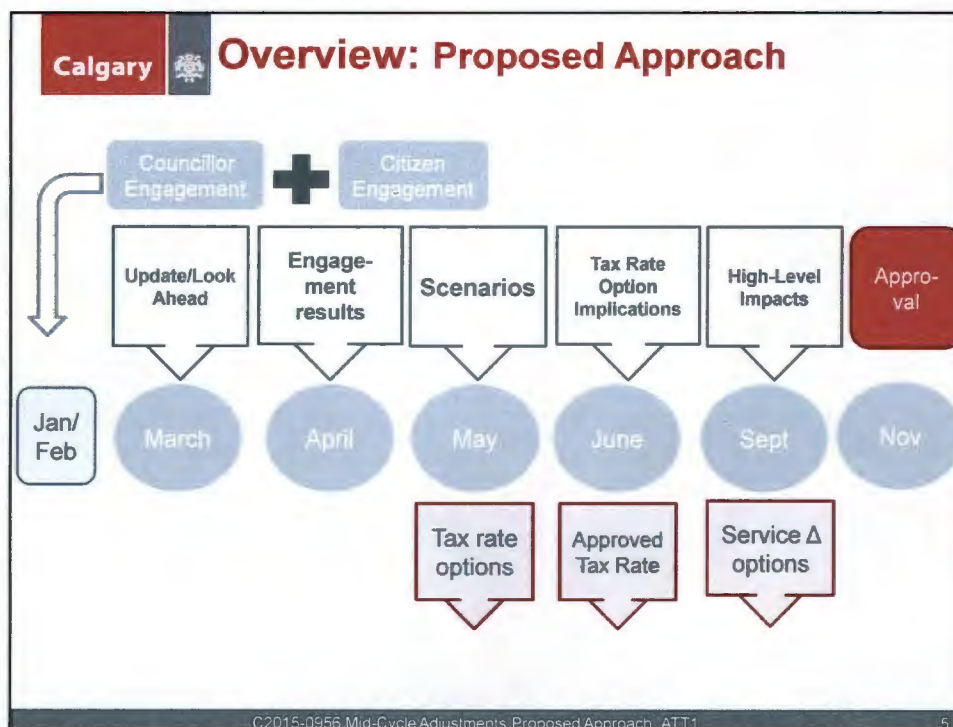 Calgary
Overview: Proposed Approach
Councillor
Engagement
Citizen
Engagement
Update/Look
Ahead
Engage-
ment
results
Scenarios
Tax Rate
Option
Implications
High-Level
Impacts
Appro-
val
Jan/
Feb
March
April
May
June
Sept
Nov
Tax rate
options
Approved
Tax Rate
Service Δ
options
C2015-0956 Mid-Cycle Adjustments Proposed Approach ATT1
5